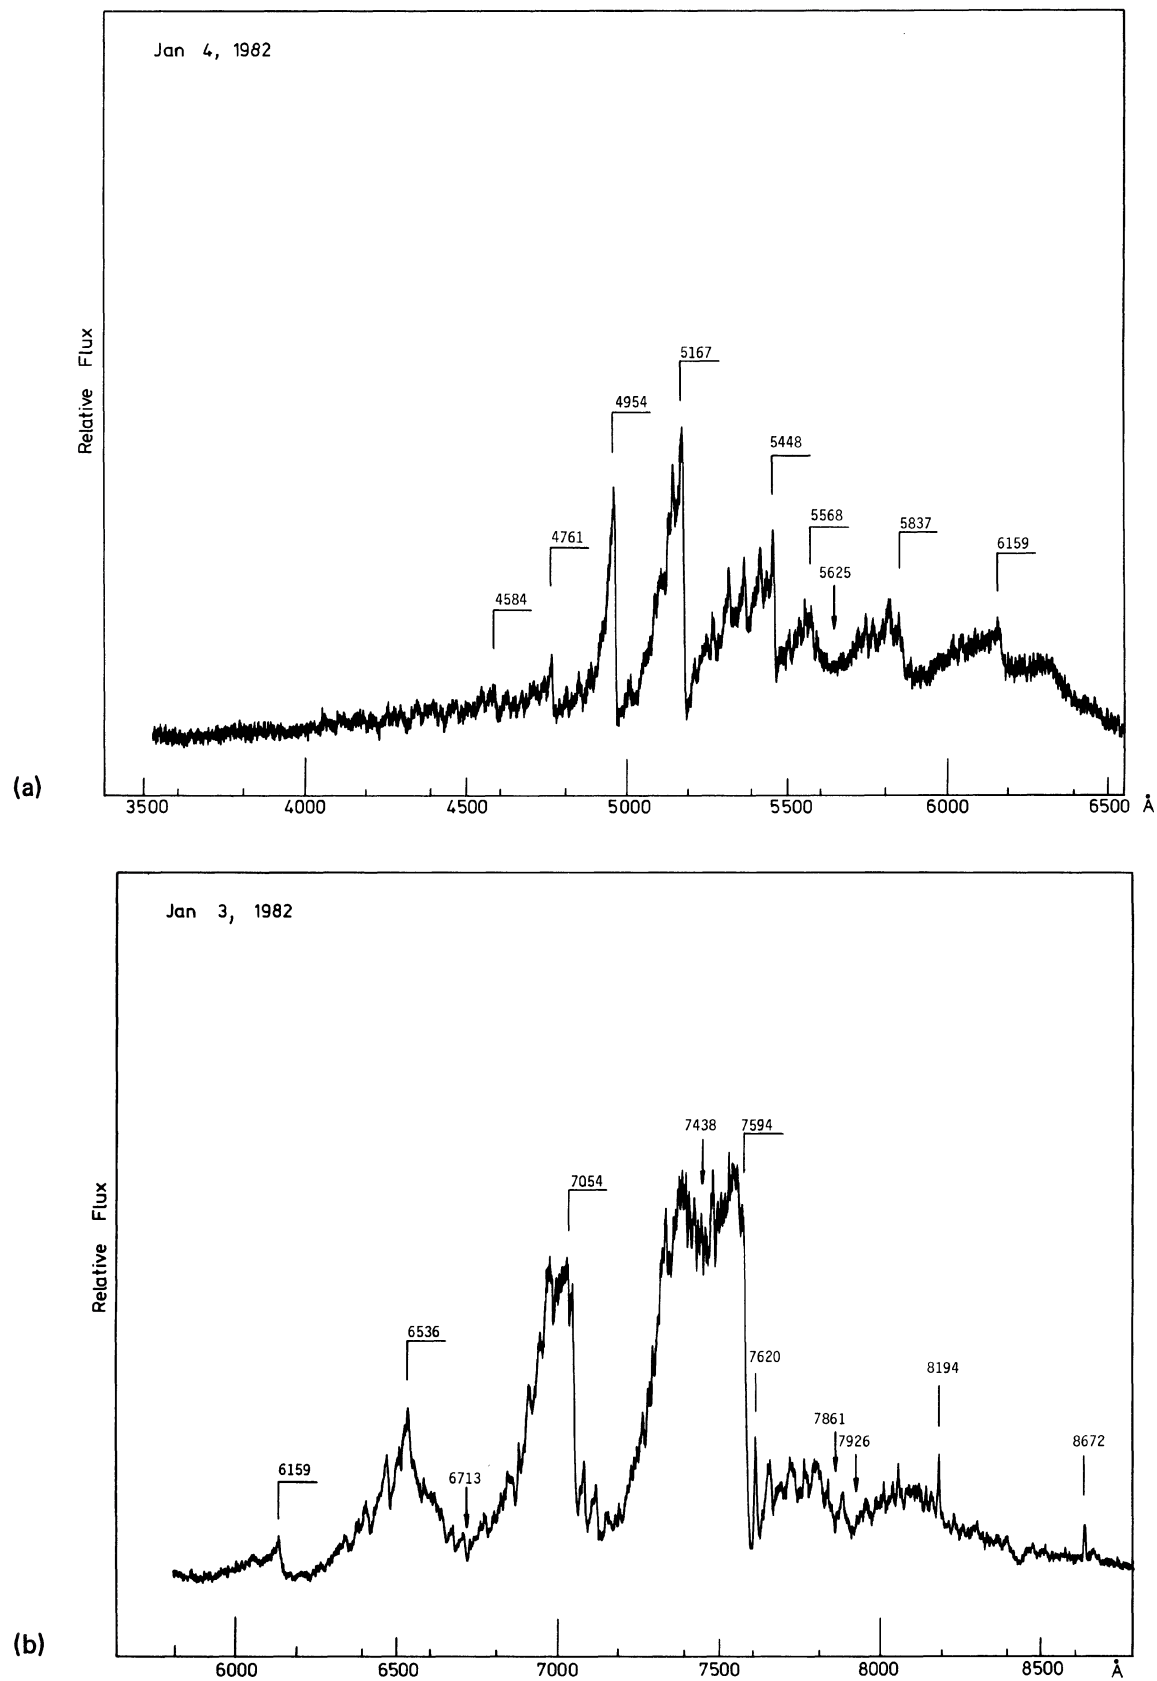 Jan 4, 1982
Relative Flux
5167
4954
5448
5568
5837
4761
6159
5625
4584
(a)
3500 4000 4500 5000 5500 6000 6500 Å
Jan 3, 1982
Relative Flux
7438 7594
7054
6536
7620
8194
7861
7926
8672
6159
6713
(b)
6000 6500 7000 7500 8000 8500 Å